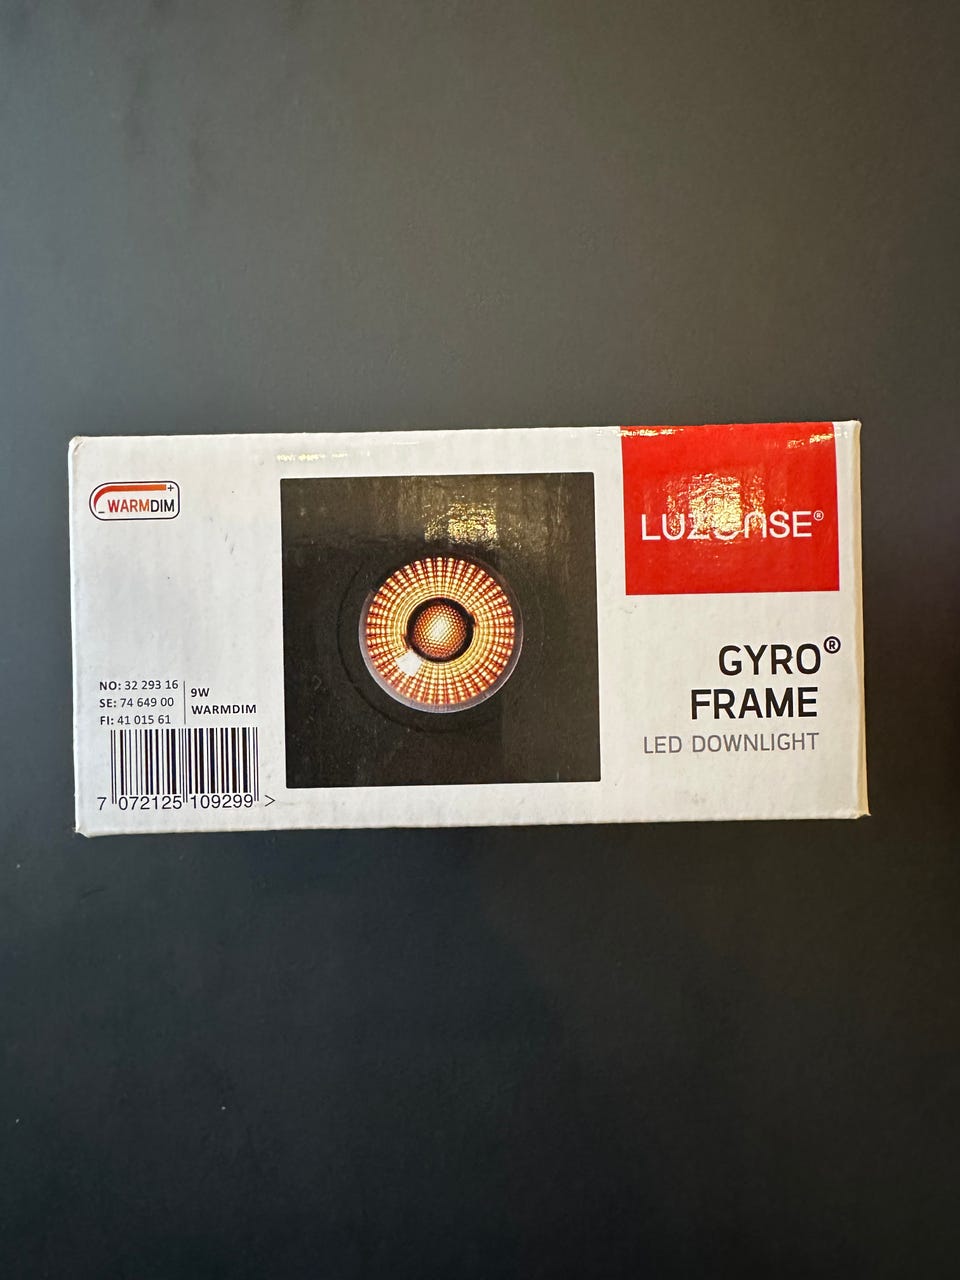 - WARMDIM +
LUZENSE®
GYRO®
FRAME
LED DOWNLIGHT
NO: 32 293 16
SE: 74 649 00
FI: 41 015 61
9W
WARMDIM
7 072125 109299 >